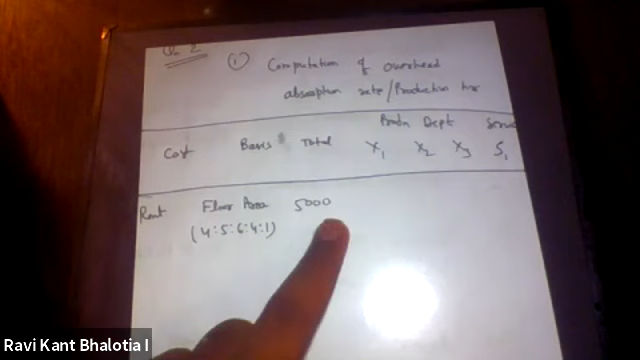 Qn 2
(i) Computation of overhead
absorption rate/Production hr
Prodn Dept
Cost Basis Total X1 X2 X3 S1
Rent Floor Area 5000
(4:5:6:4:1)
Ravi Kant Bhalotia I